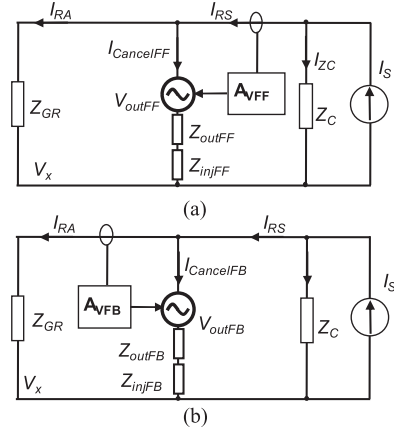 I_RA
I_RS
I_CancelFF
I_ZC
I_S
V_outFF
A_VFF
Z_GR
Z_C
Z_outFF
Z_injFF
V_x
(a)
I_RA
I_RS
I_CancelFB
I_S
A_VFB
Z_GR
V_outFB
Z_C
Z_outFB
Z_injFB
V_x
(b)